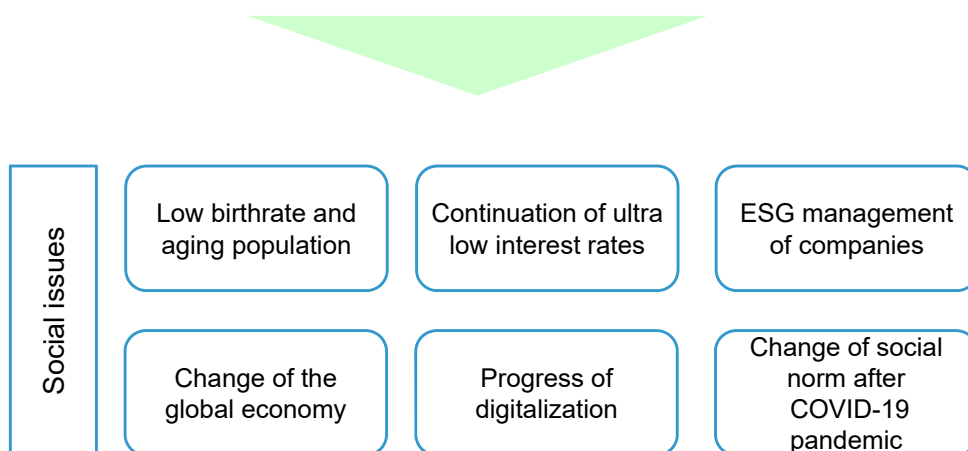 Social issues
Low birthrate and
aging population
Continuation of ultra
low interest rates
ESG management
of companies
Change of the
global economy
Progress of
digitalization
Change of social
norm after
COVID-19
pandemic